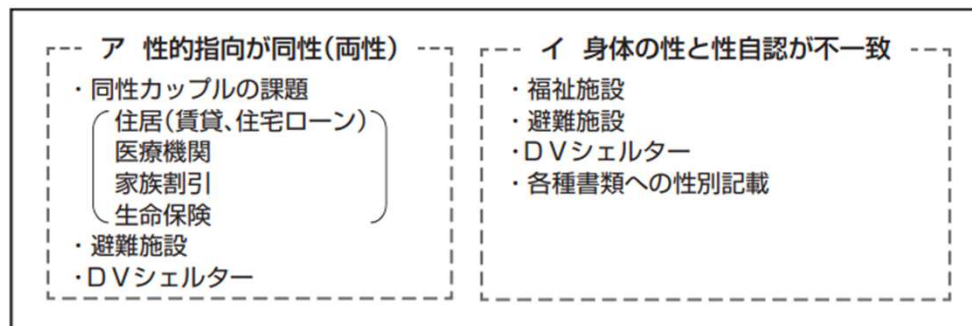 ア 性的指向が同性(両性)
・同性カップルの課題
住居(賃貸、住宅ローン)
医療機関
家族割引
生命保険
・避難施設
・DVシェルター
イ 身体の性と性自認が不一致
・福祉施設
・避難施設
・DVシェルター
・各種書類への性別記載